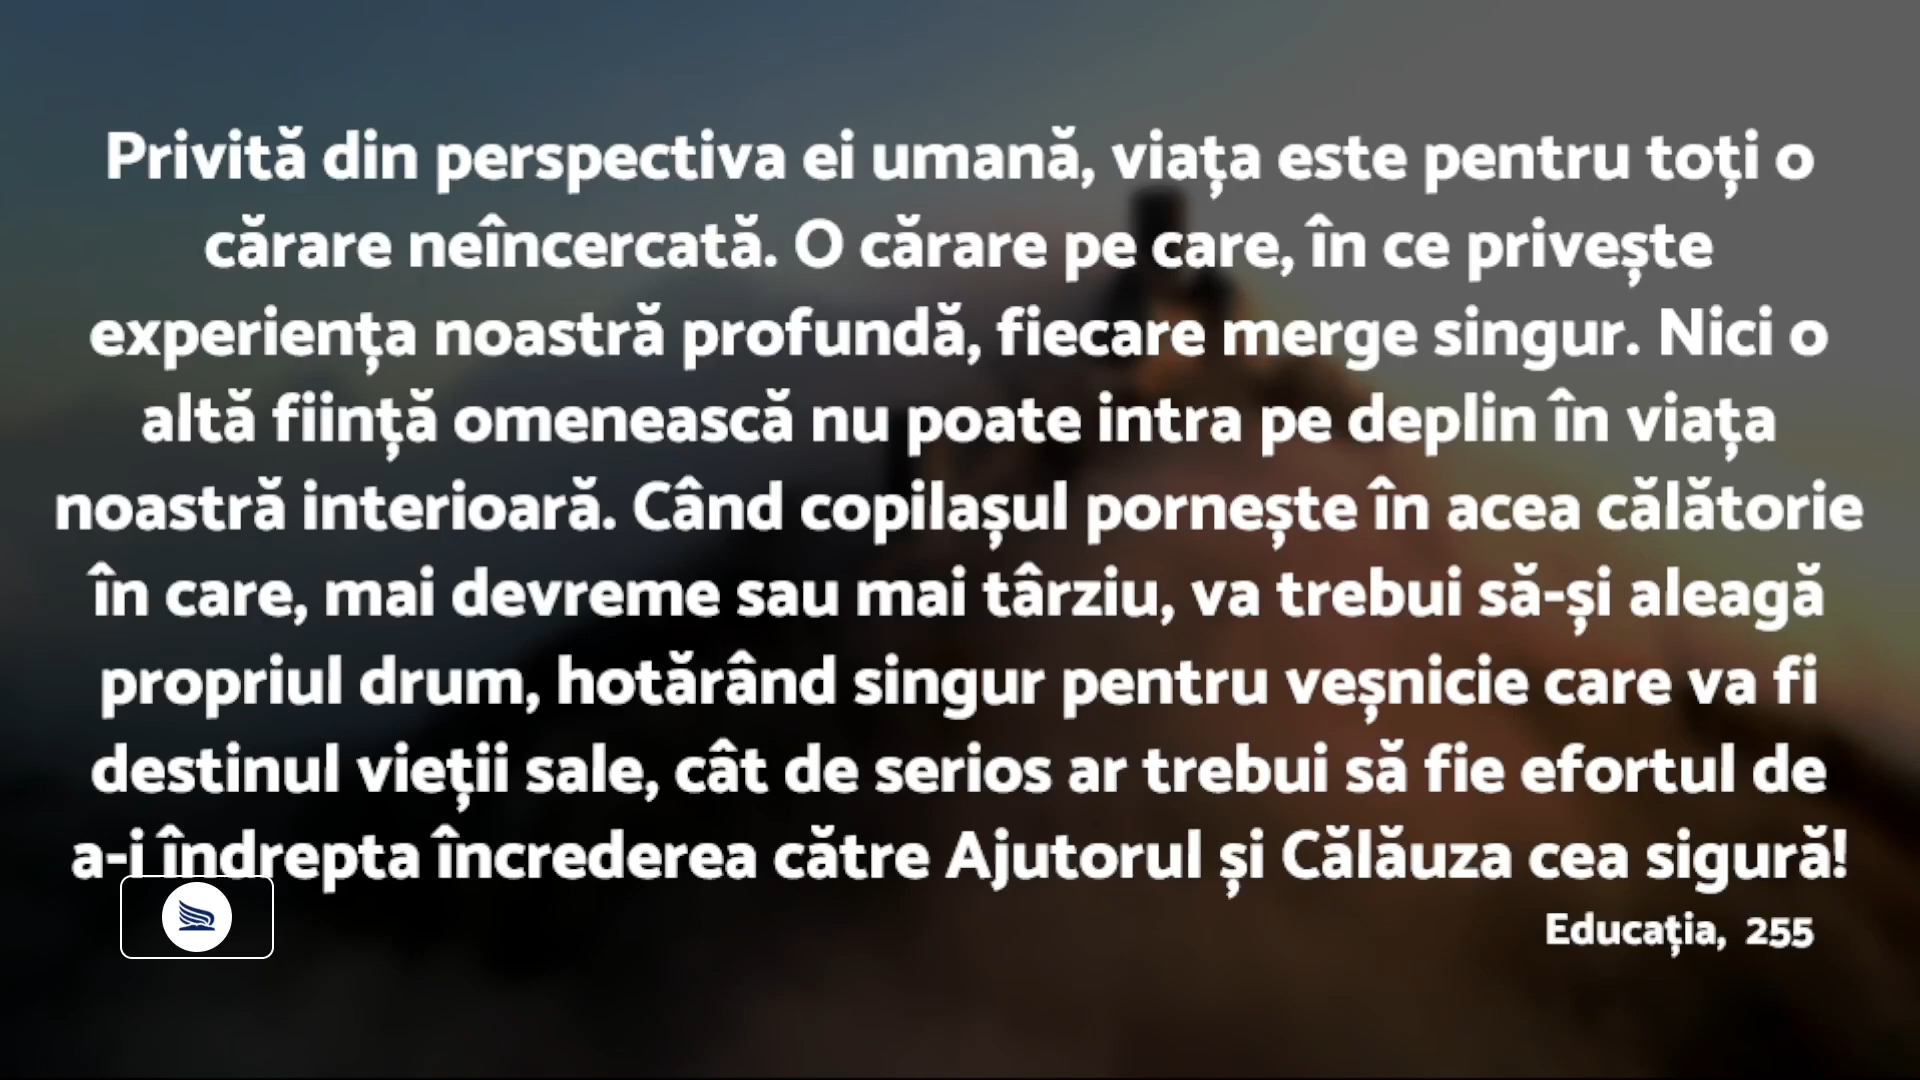 Privită din perspectiva ei umană, viața este pentru toți o
cărare neîncercată. O cărare pe care, în ce privește
experiența noastră profundă, fiecare merge singur. Nici o
altă ființă omenească nu poate intra pe deplin în viața
noastră interioară. Când copilașul pornește în acea călătorie
în care, mai devreme sau mai târziu, va trebui să-și aleagă
propriul drum, hotărând singur pentru veșnicie care va fi
destinul vieții sale, cât de serios ar trebui să fie efortul de
a-i îndrepta încrederea către Ajutorul și Călăuza cea sigură!
Educația, 255